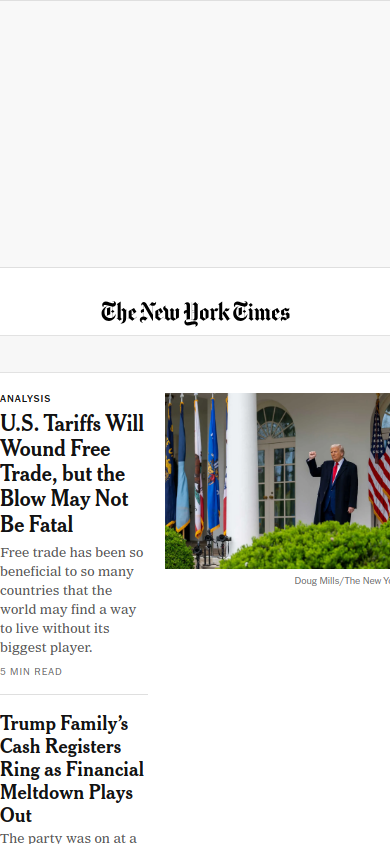 The New York Times
ANALYSIS
U.S. Tariffs Will
Wound Free
Trade, but the
Blow May Not
Be Fatal
Free trade has been so
beneficial to so many
countries that the
world may find a way
to live without its
biggest player.
5 MIN READ
Doug Mills/The New Yo
Trump Family’s
Cash Registers
Ring as Financial
Meltdown Plays
Out
The party was on at a